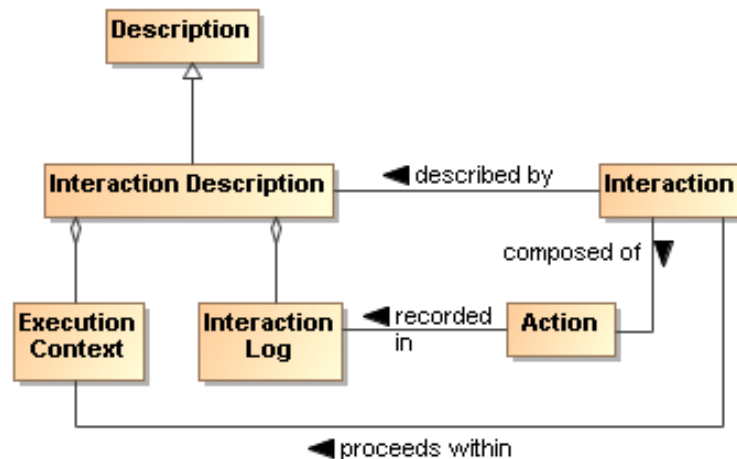 Description
Interaction Description
described by
Interaction
composed of
Execution
Context
Interaction
Log
recorded
in
Action
proceeds within